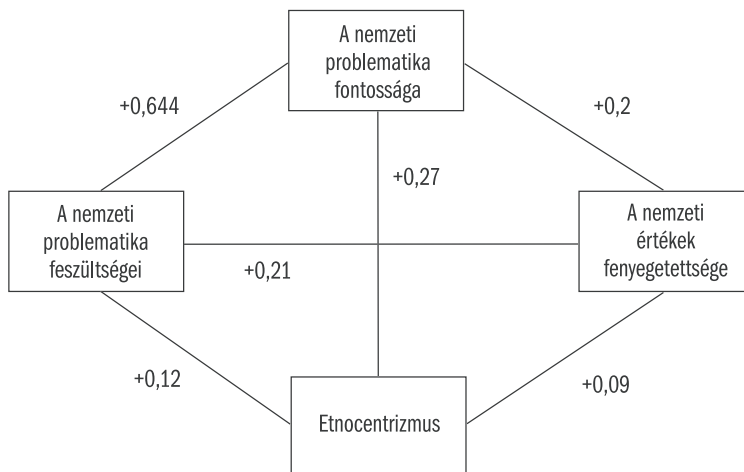 A nemzeti
problematika
fontossága
+0,644
+0,2
+0,27
A nemzeti
problematika
feszültségei
A nemzeti
értékek
fenyegetettsége
+0,21
+0,12
+0,09
Etnocentrizmus